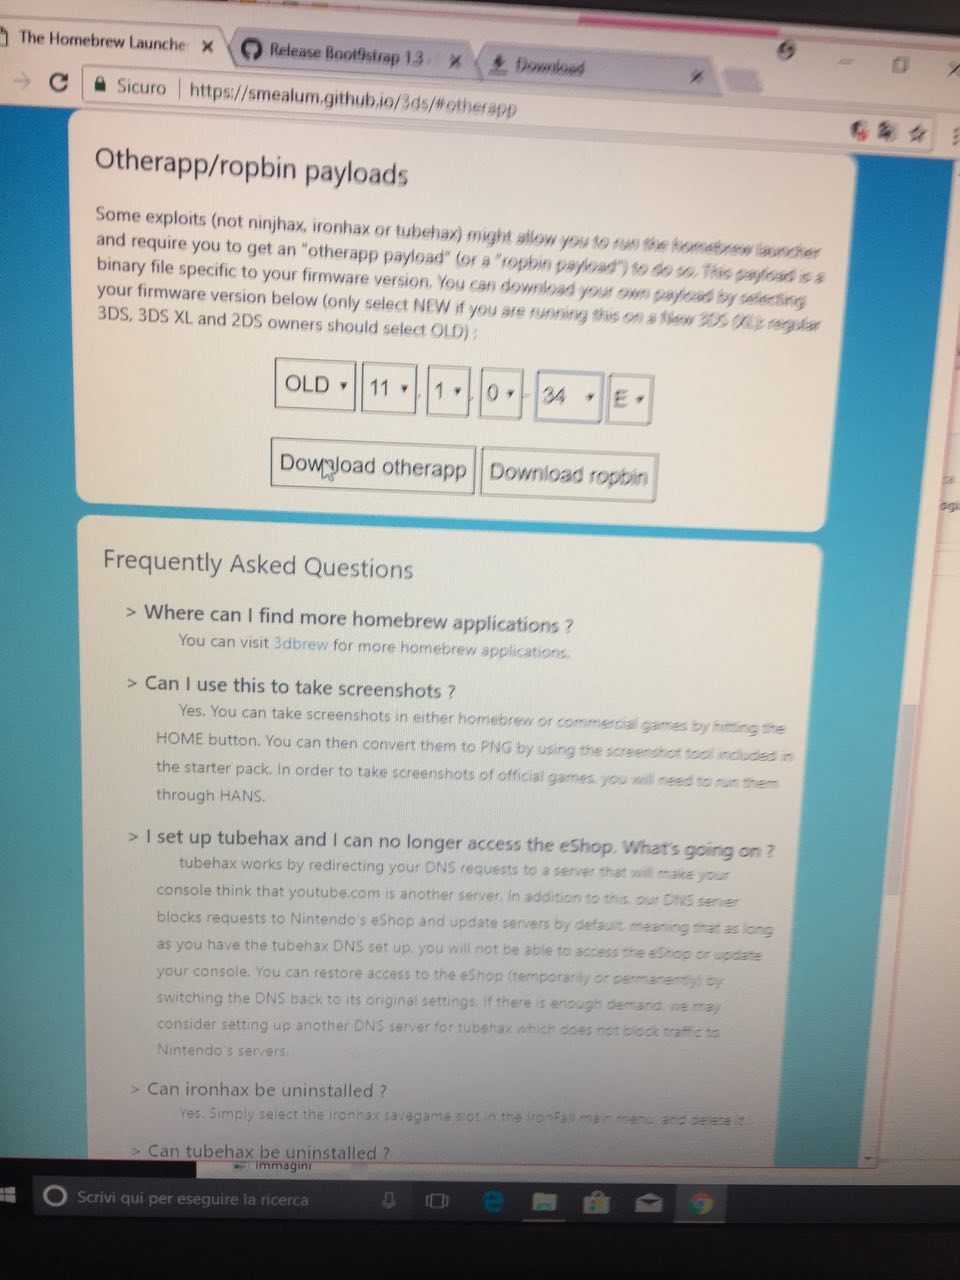 The Homebrew Launche
Release Boot9strap 1.3
Download
Sicuro
https://smealum.github.io/3ds/#otherapp
Otherapp/ropbin payloads
Some exploits (not ninjhax, ironhax or tubehax) might allow you to run the homebrew launcher
and require you to get an "otherapp payload" (or a "ropbin payload") to do so. This payload is a
binary file specific to your firmware version. You can download your own payload by selecting
your firmware version below (only select NEW if you are running this on a New 3DS (XL); regular
3DS, 3DS XL and 2DS owners should select OLD) :
OLD 11 . 1 . 0 - 34 E
Download otherapp Download ropbin
Frequently Asked Questions
> Where can I find more homebrew applications ?
You can visit 3dbrew for more homebrew applications.
> Can I use this to take screenshots ?
Yes. You can take screenshots in either homebrew or commercial games by hitting the
HOME button. You can then convert them to PNG by using the screenshot tool included in
the starter pack. In order to take screenshots of official games, you will need to run them
through HANS.
> I set up tubehax and I can no longer access the eShop. What's going on ?
tubehax works by redirecting your DNS requests to a server that will make your
console think that youtube.com is another server. In addition to this, our DNS server
blocks requests to Nintendo's eShop and update servers by default, meaning that as long
as you have the tubehax DNS set up, you will not be able to access the eShop or update
your console. You can restore access to the eShop (temporarily or permanently) by
switching the DNS back to its original settings. If there is enough demand, we may
consider setting up another DNS server for tubehax which does not block traffic to
Nintendo's servers.
> Can ironhax be uninstalled ?
Yes. Simply select the ironhax savegame slot in the IronFall main menu, and delete it.
> Can tubehax be uninstalled ?
immagini
Scrivi qui per eseguire la ricerca